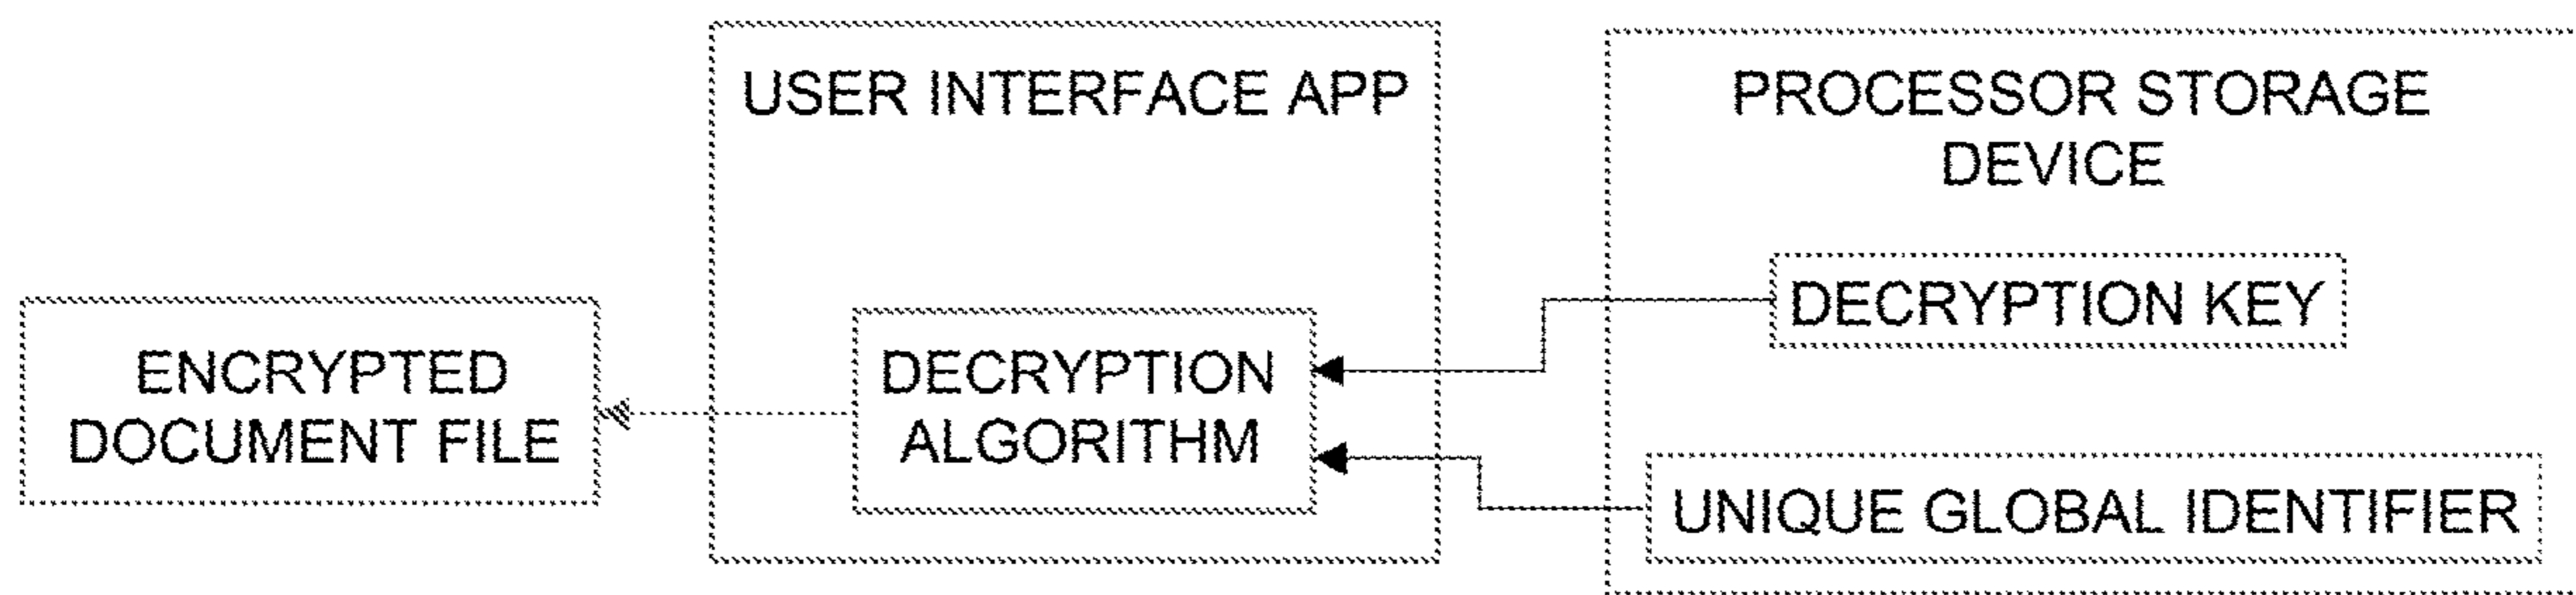 USER INTERFACE APP
PROCESSOR STORAGE
DEVICE
DECRYPTION KEY
ENCRYPTED
DOCUMENT FILE
DECRYPTION
ALGORITHM
UNIQUE GLOBAL IDENTIFIER